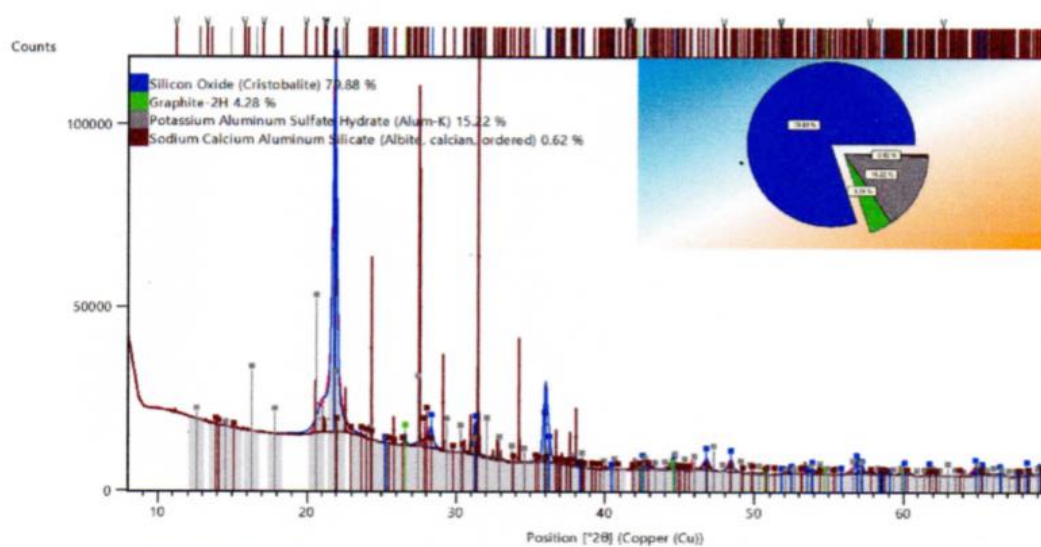 Counts
Silicon Oxide (Cristobalite) 79.88 %
Graphite-2H 4.28 %
Potassium Aluminum Sulfate Hydrate (Alum-K) 15.22 %
Sodium Calcium Aluminum Silicate (Albite, calcian, ordered) 0.62 %
100000
50000
0
10 20 30 40 50 60
Position [°2θ] (Copper (Cu))